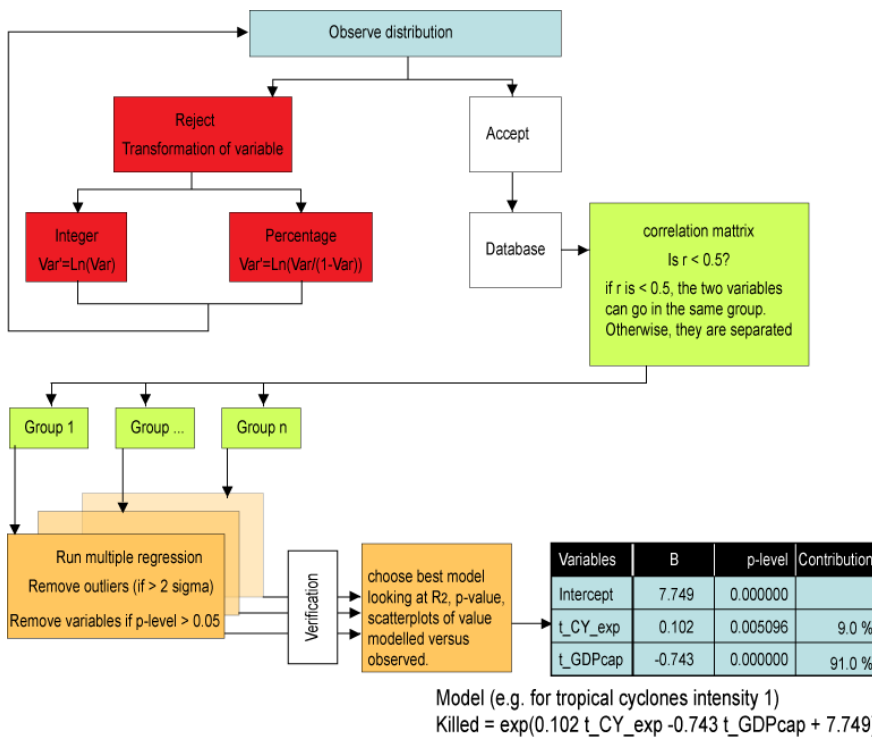 Observe distribution
Reject
Transformation of variable
Accept
Integer
Var'=Ln(Var)
Percentage
Var'=Ln(Var/(1-Var))
Database
correlation mattrix
Is r < 0.5?
if r is < 0.5, the two variables
can go in the same group.
Otherwise, they are separated
Group 1
Group ...
Group n
Run multiple regression
Remove outliers (if > 2 sigma)
Remove variables if p-level > 0.05
Verification
choose best model
looking at R2, p-value,
scatterplots of value
modelled versus
observed.
Variables B p-level Contribution
Intercept 7.749 0.000000
t_CY_exp 0.102 0.005096 9.0 %
t_GDPcap -0.743 0.000000 91.0 %
Model (e.g. for tropical cyclones intensity 1)
Killed = exp(0.102 t_CY_exp -0.743 t_GDPcap + 7.749)